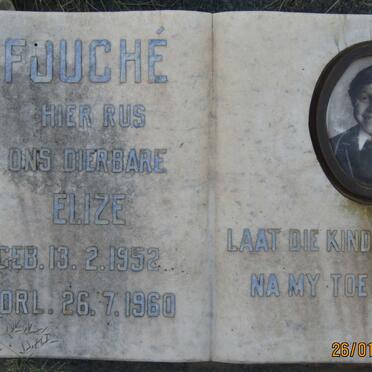 FOUCHÉ
HIER RUS
ONS DIERBARE
ELIZE
GEB. 13. 2. 1952
ORL. 26. 7. 1960
LAAT DIE KIND
NA MY TOE
26/01